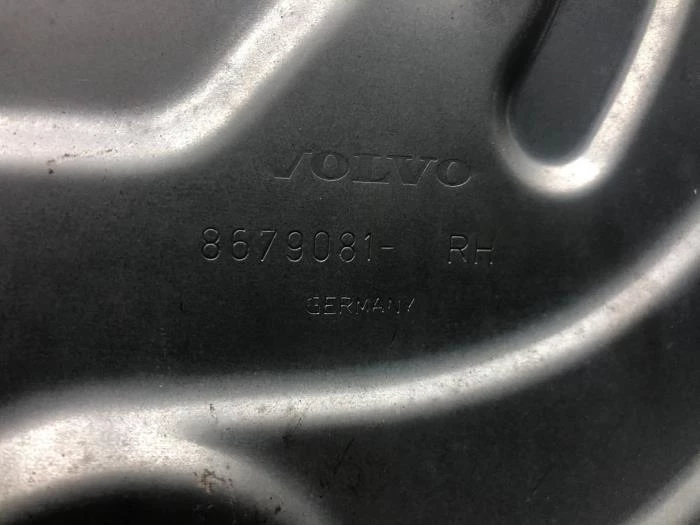 VOLVO
8679081- RH
GERMANY